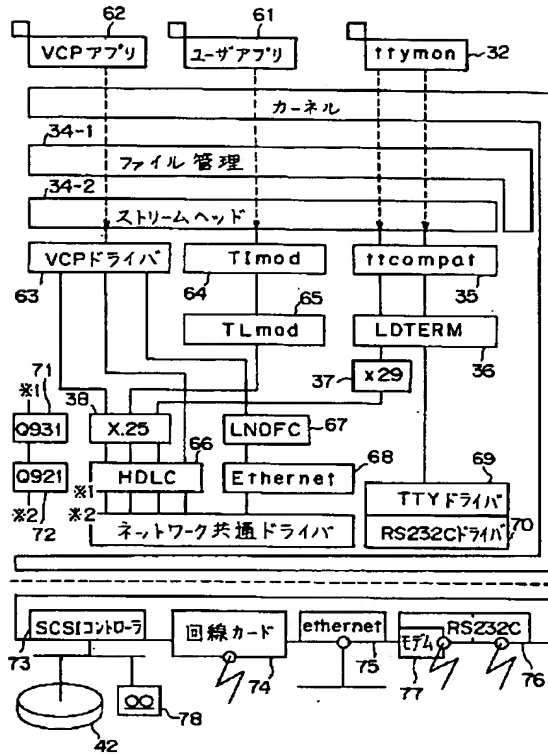 62
61
VCPアプリ
ユーザアプリ
ttymon
32
カーネル
34-1
ファイル管理
34-2
ストリームヘッド
VCPドライバ
TImod
ttcompat
63
64
65
35
TLmod
LDTERM
36
71
※1
38
37
x29
Q931
X.25
66
LNDFC
67
Q921
HDLC
Ethernet
68
69
※2
72
※1
※2
ネットワーク共通ドライバ
TTYドライバ
RS232Cドライバ
70
SCSIコントローラ
回線カード
ethernet
RS232C
モデム
73
74
75
77
76
42
78